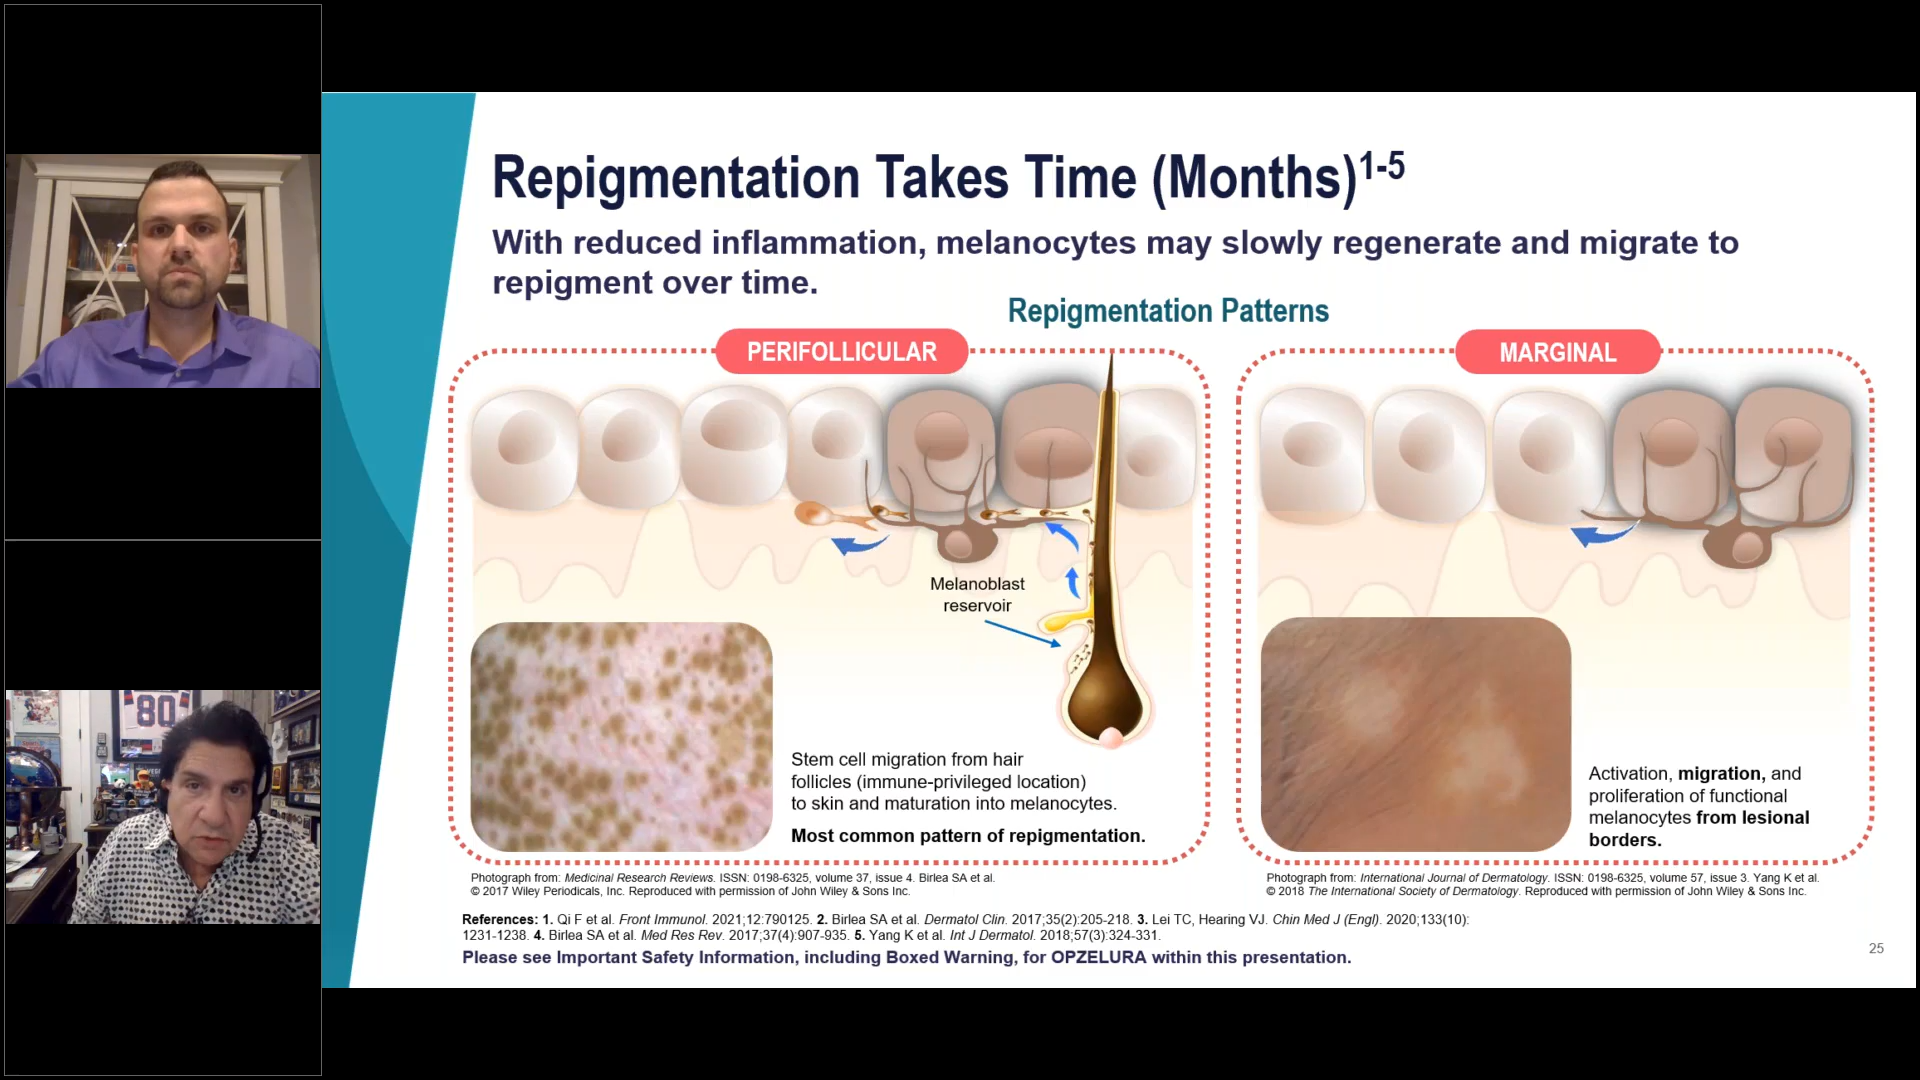 Repigmentation Takes Time (Months)1-5
With reduced inflammation, melanocytes may slowly regenerate and migrate to
repigment over time.
Repigmentation Patterns
PERIFOLLICULAR
Melanoblast
reservoir
Stem cell migration from hair
follicles (immune-privileged location)
to skin and maturation into melanocytes.
Most common pattern of repigmentation.
Photograph from: Medicinal Research Reviews. ISSN: 0198-6325, volume 37, issue 4. Birlea SA et al.
© 2017 Wiley Periodicals, Inc. Reproduced with permission of John Wiley & Sons Inc.
MARGINAL
Activation, migration, and
proliferation of functional
melanocytes from lesional
borders.
Photograph from: International Journal of Dermatology. ISSN: 0198-6325, volume 57, issue 3. Yang K et al.
© 2018 The International Society of Dermatology. Reproduced with permission of John Wiley & Sons Inc.
References: 1. Qi F et al. Front Immunol. 2021;12:790125. 2. Birlea SA et al. Dermatol Clin. 2017;35(2):205-218. 3. Lei TC, Hearing VJ. Chin Med J (Engl). 2020;133(10):
1231-1238. 4. Birlea SA et al. Med Res Rev. 2017;37(4):907-935. 5. Yang K et al. Int J Dermatol. 2018;57(3):324-331.
Please see Important Safety Information, including Boxed Warning, for OPZELURA within this presentation.
25
80